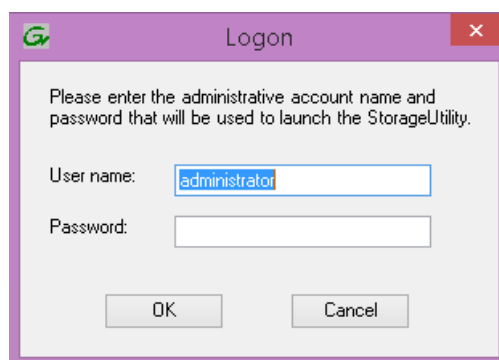 Logon
Please enter the administrative account name and
password that will be used to launch the StorageUtility.
User name:
administrator
Password:
OK
Cancel